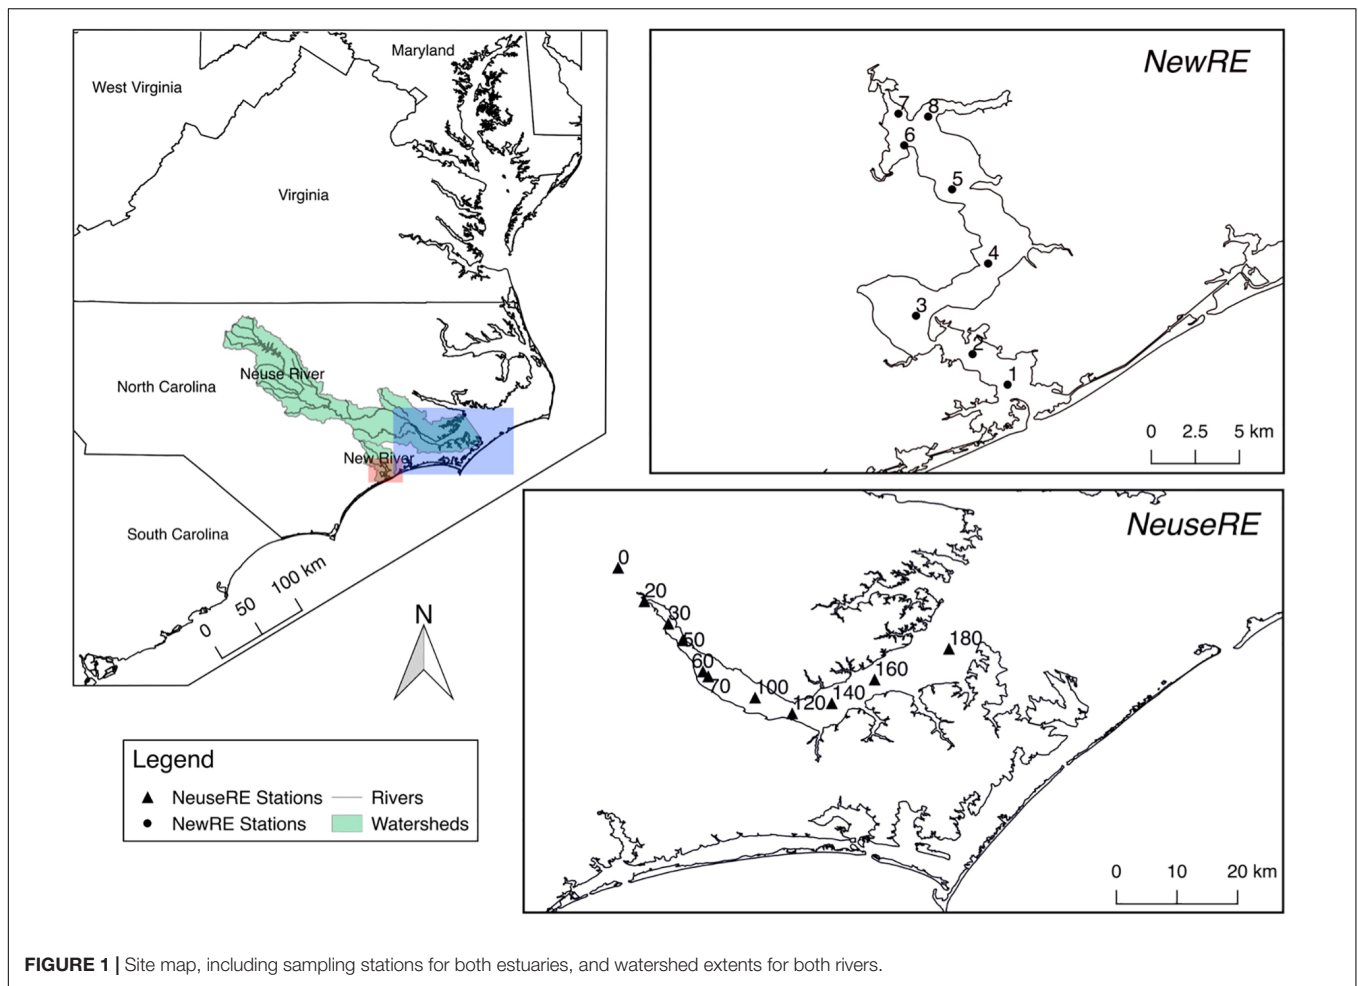 Maryland
West Virginia
Virginia
Neuse River
North Carolina
New River
South Carolina
0 50 100 km
N
NewRE
7 8
6
5
4
3
2
1
0 2.5 5 km
NeuseRE
0
20
30
50
60
70
100
120
140
160
180
0 10 20 km
Legend
NeuseRE Stations Rivers
NewRE Stations Watersheds
FIGURE 1 | Site map, including sampling stations for both estuaries, and watershed extents for both rivers.